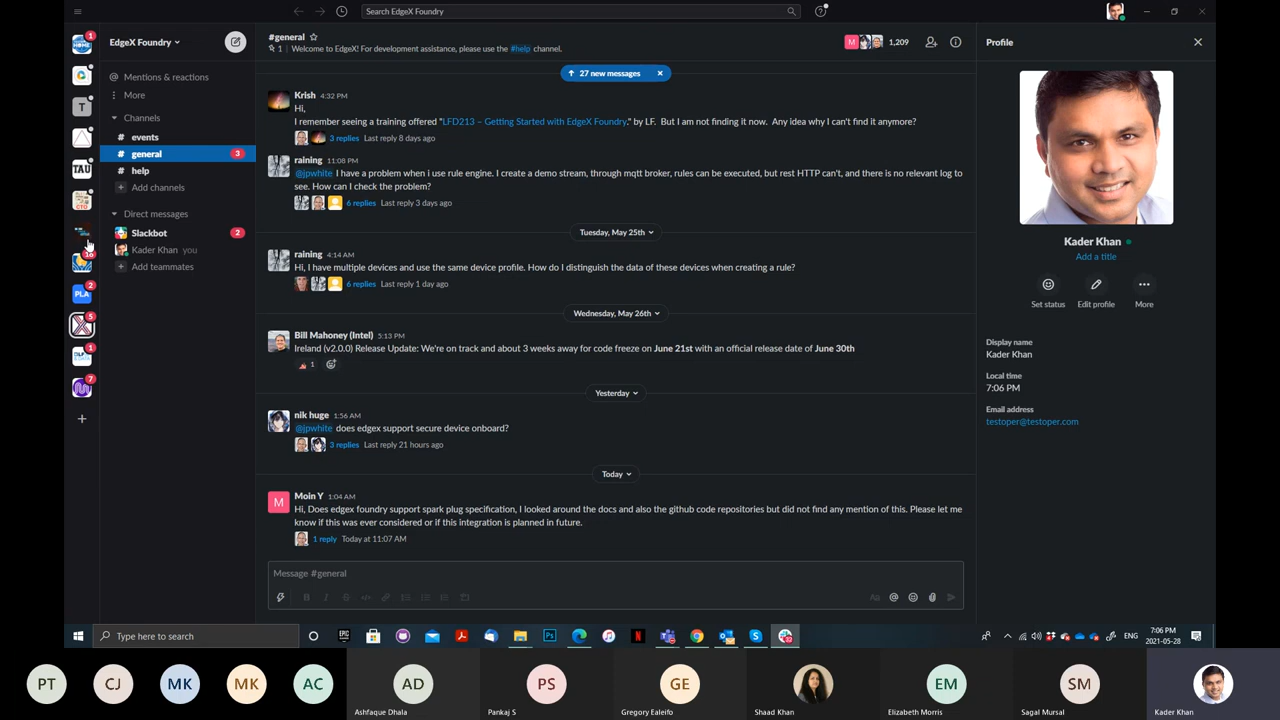 Search EdgeX Foundry
EdgeX Foundry
Mentions & reactions
More
Channels
# events
# general 3
# help
Add channels
Direct messages
Slackbot 2
Kader Khan you
Add teammates
1
T
TAU
CTO
16
PLA
2
5
1
7
#general
1 | Welcome to EdgeX! For development assistance, please use the #help channel.
M
1,209
27 new messages
Krish 4:32 PM
Hi,
I remember seeing a training offered "LFD213 – Getting Started with EdgeX Foundry." by LF. But I am not finding it now. Any idea why I can't find it anymore?
3 replies Last reply 8 days ago
raining 11:08 PM
@jpwhite I have a problem when i use rule engine. I create a demo stream, through mqtt broker, rules can be executed, but rest HTTP can't, and there is no relevant log to
see. How can I check the problem?
6 replies Last reply 3 days ago
Tuesday, May 25th
raining 4:14 AM
Hi, I have multiple devices and use the same device profile. How do I distinguish the data of these devices when creating a rule?
6 replies Last reply 1 day ago
Wednesday, May 26th
Bill Mahoney (Intel) 5:13 PM
Ireland (v2.0.0) Release Update: We're on track and about 3 weeks away for code freeze on June 21st with an official release date of June 30th
1
Yesterday
nik huge 1:56 AM
@jpwhite does edgex support secure device onboard?
3 replies Last reply 21 hours ago
Today
M
Moin Y 1:04 AM
Hi, Does edgex foundry support spark plug specification, I looked around the docs and also the github code repositories but did not find any mention of this. Please let me
know if this was ever considered or if this integration is planned in future.
1 reply Today at 11:07 AM
Message #general
Profile
Kader Khan
Add a title
Set status
Edit profile
More
Display name
Kader Khan
Local time
7:06 PM
Email address
testoper@testoper.com
Type here to search
EPIC
ENG
7:06 PM
2021-05-28
PT
CJ
MK
MK
AC
AD
Ashfaque Dhala
PS
Pankaj S
GE
Gregory Ealeifo
Shaad Khan
EM
Elizabeth Morris
SM
Sagal Mursal
Kader Khan